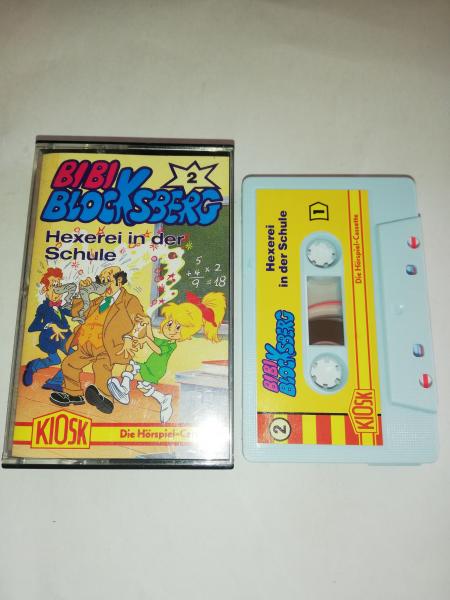 BIBI
BLOCKSBERG
2
Hexerei in der
Schule
5
+4 × 2
9 = 18
KIOSK
Die Hörspiel-Cass
Hexerei
in der Schule
1
Die Hörspiel-Cassette
BIBI
BLOCKSBERG
2
KIOSK